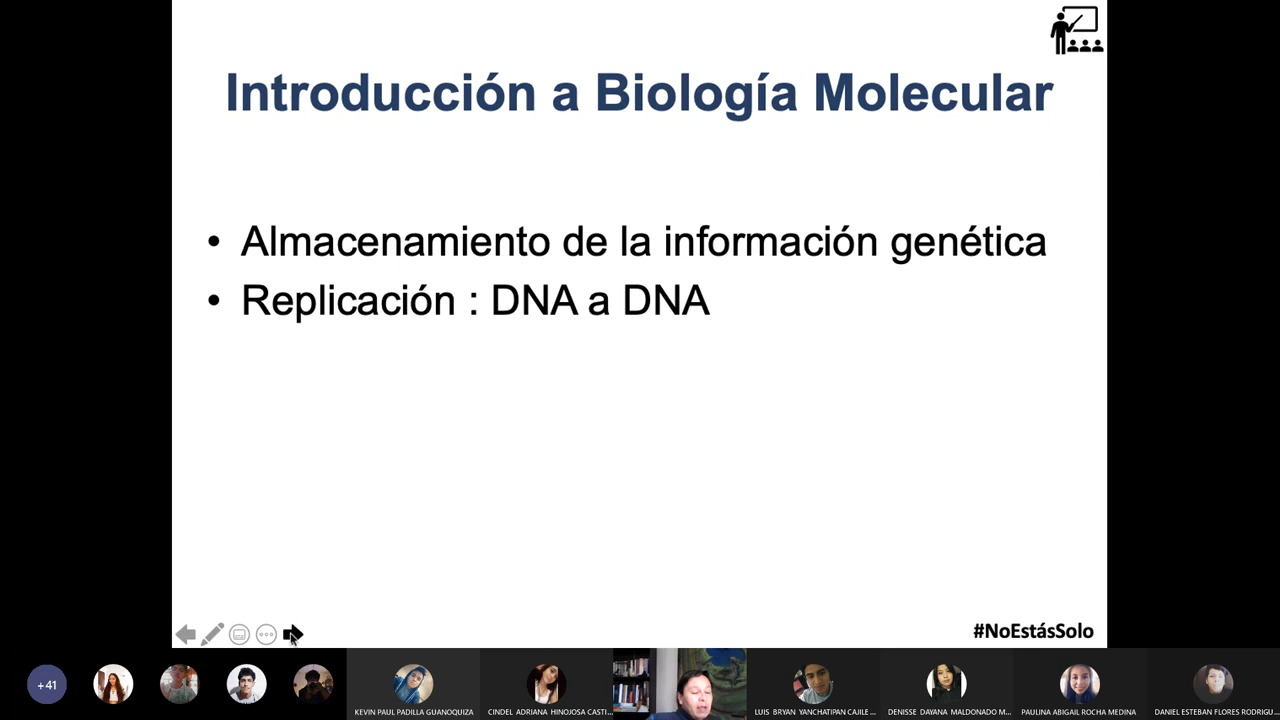 Introducción a Biología Molecular
• Almacenamiento de la información genética
• Replicación : DNA a DNA
#NoEstásSolo
+41
KEVIN PAUL PADILLA GUANOQUIZA
CINDEL ADRIANA HINOJOSA CASTI...
LUIS BRYAN YANCHATIPAN CAJILE...
DENISSE DAYANA MALDONADO M...
PAULINA ABIGAIL ROCHA MEDINA
DANIEL ESTEBAN FLORES RODRIGU